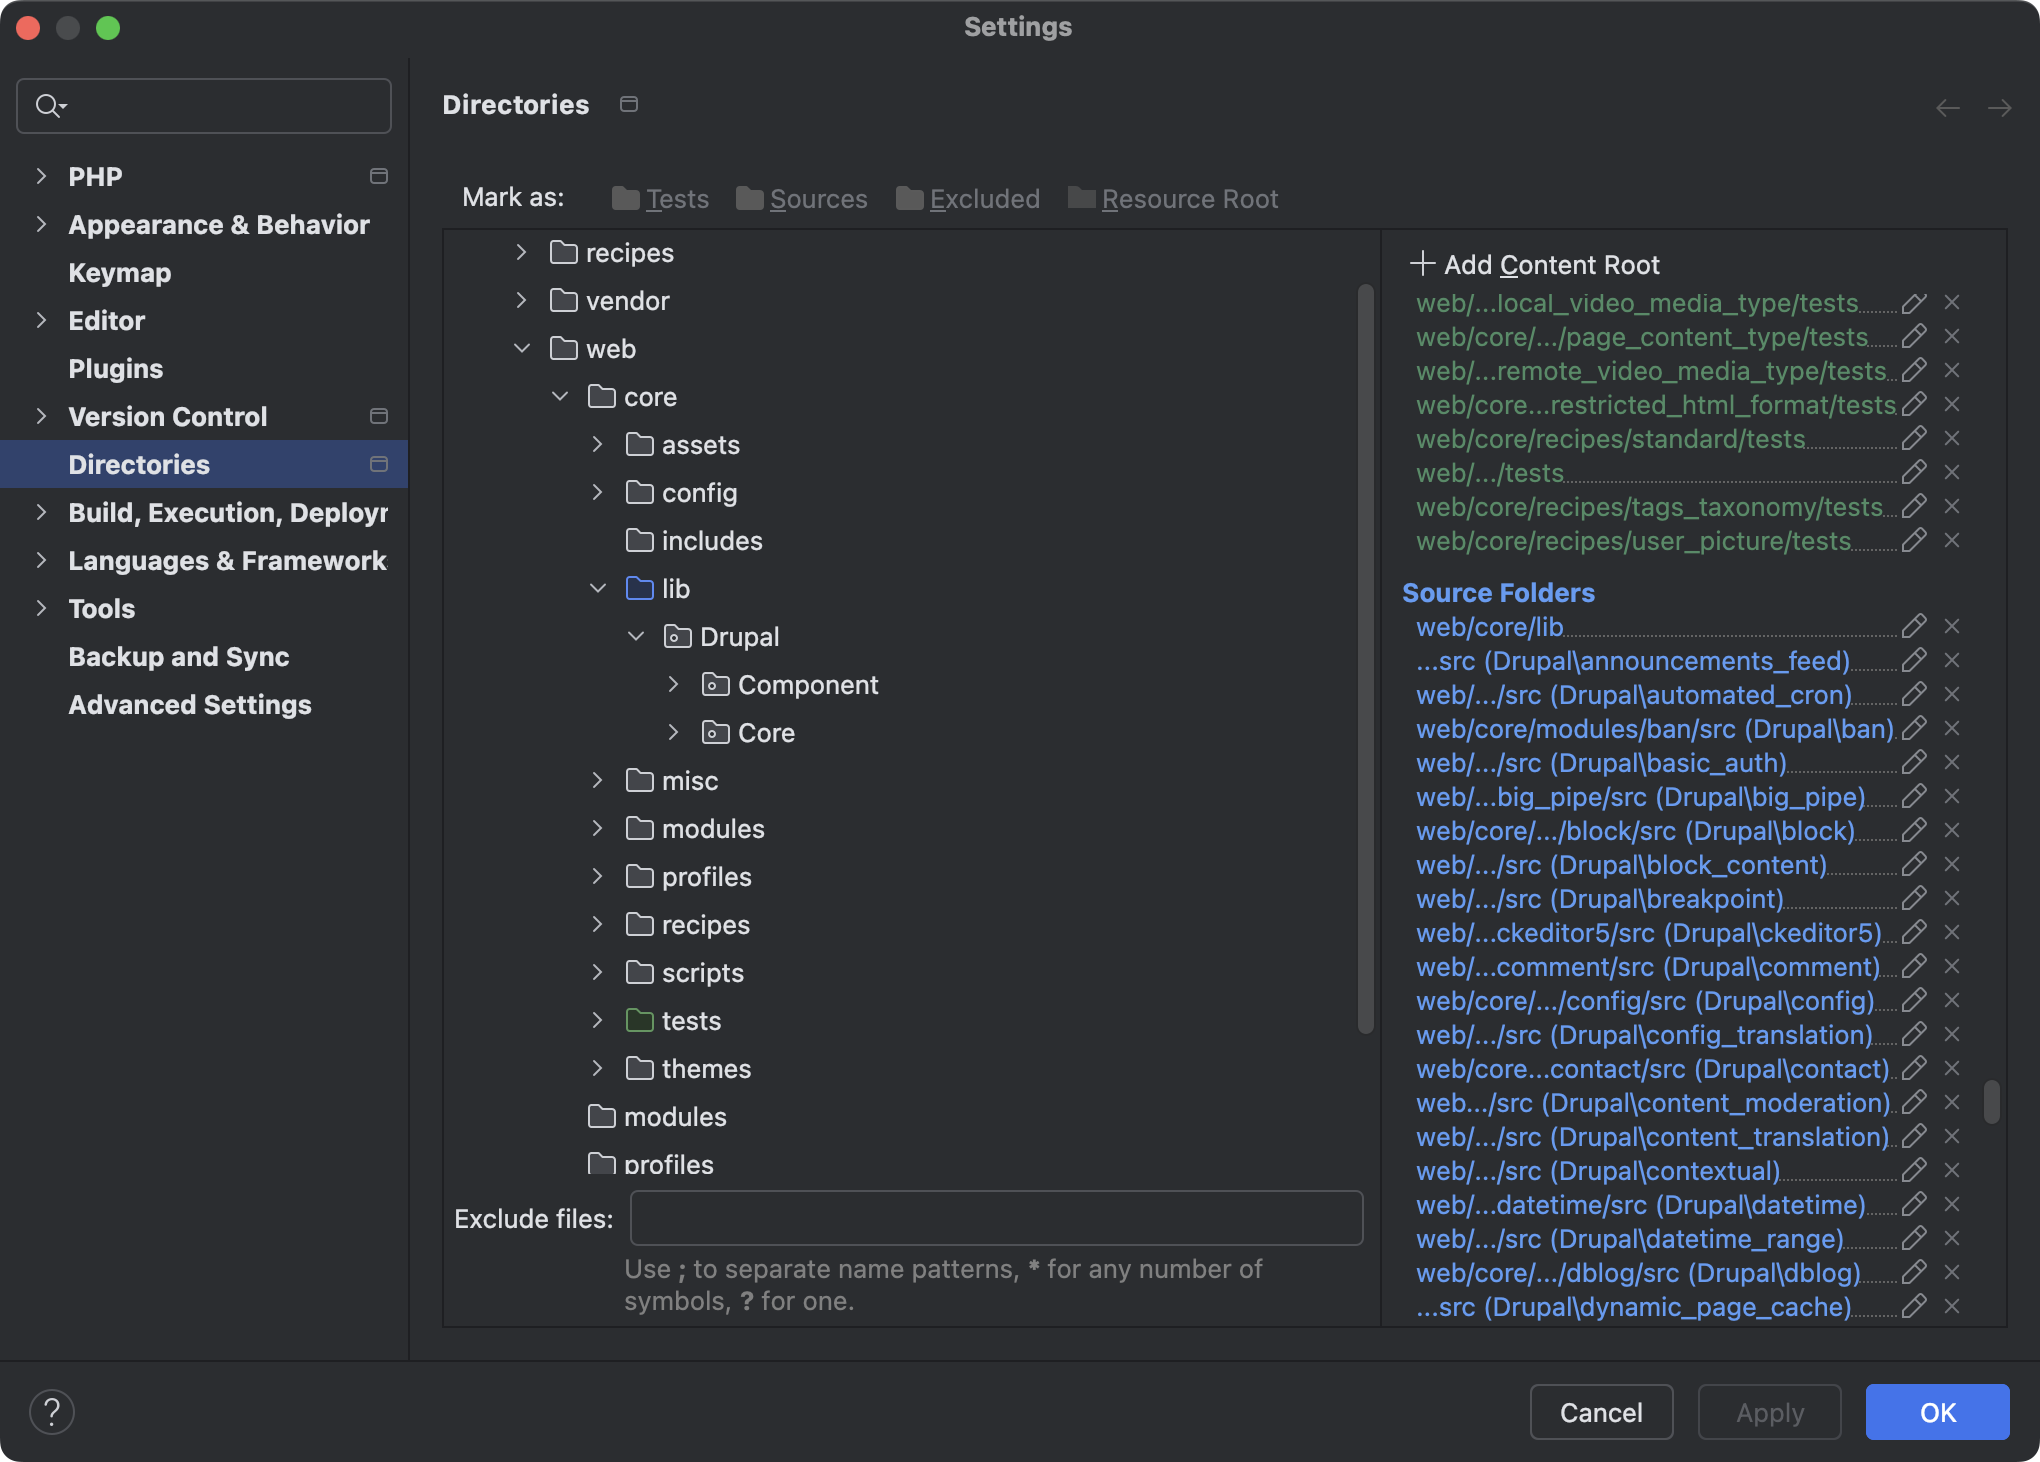 Settings
PHP
Appearance & Behavior
Keymap
Editor
Plugins
Version Control
Directories
Build, Execution, Deployr
Languages & Framework
Tools
Backup and Sync
Advanced Settings
Directories
Mark as: Tests Sources Excluded Resource Root
recipes
vendor
web
core
assets
config
includes
lib
Drupal
Component
Core
misc
modules
profiles
recipes
scripts
tests
themes
modules
profiles
Exclude files:
Use ; to separate name patterns, * for any number of
symbols, ? for one.
Add Content Root
web/...local_video_media_type/tests
web/core/.../page_content_type/tests
web/...remote_video_media_type/tests
web/core...restricted_html_format/tests
web/core/recipes/standard/tests
web/.../tests
web/core/recipes/tags_taxonomy/tests
web/core/recipes/user_picture/tests
Source Folders
web/core/lib
...src (Drupal\announcements_feed)
web/.../src (Drupal\automated_cron)
web/core/modules/ban/src (Drupal\ban)
web/.../src (Drupal\basic_auth)
web/...big_pipe/src (Drupal\big_pipe)
web/core/.../block/src (Drupal\block)
web/.../src (Drupal\block_content)
web/.../src (Drupal\breakpoint)
web/...ckeditor5/src (Drupal\ckeditor5)
web/...comment/src (Drupal\comment)
web/core/.../config/src (Drupal\config)
web/.../src (Drupal\config_translation)
web/core...contact/src (Drupal\contact)
web.../src (Drupal\content_moderation)
web/.../src (Drupal\content_translation)
web/.../src (Drupal\contextual)
web/...datetime/src (Drupal\datetime)
web/.../src (Drupal\datetime_range)
web/core/.../dblog/src (Drupal\dblog)
...src (Drupal\dynamic_page_cache)
?
Cancel
Apply
OK